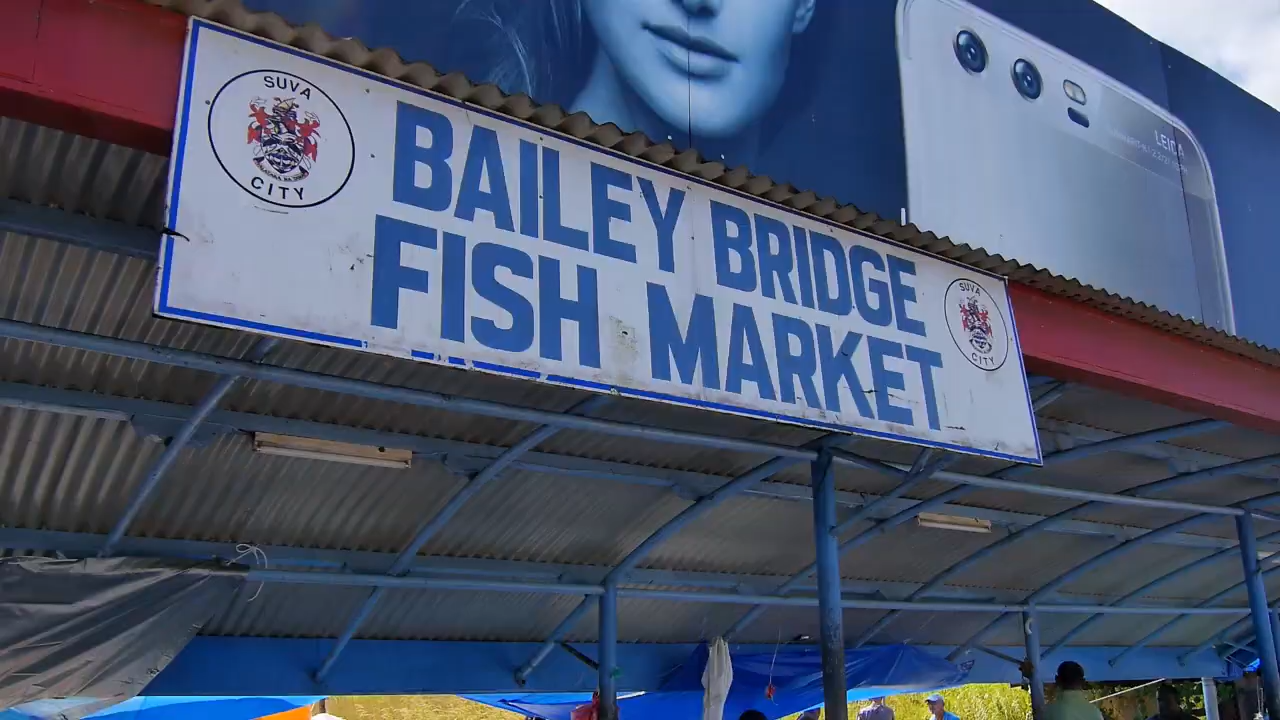 SUVA
CITY
BAILEY BRIDGE
FISH MARKET
SUVA
CITY
LEICA